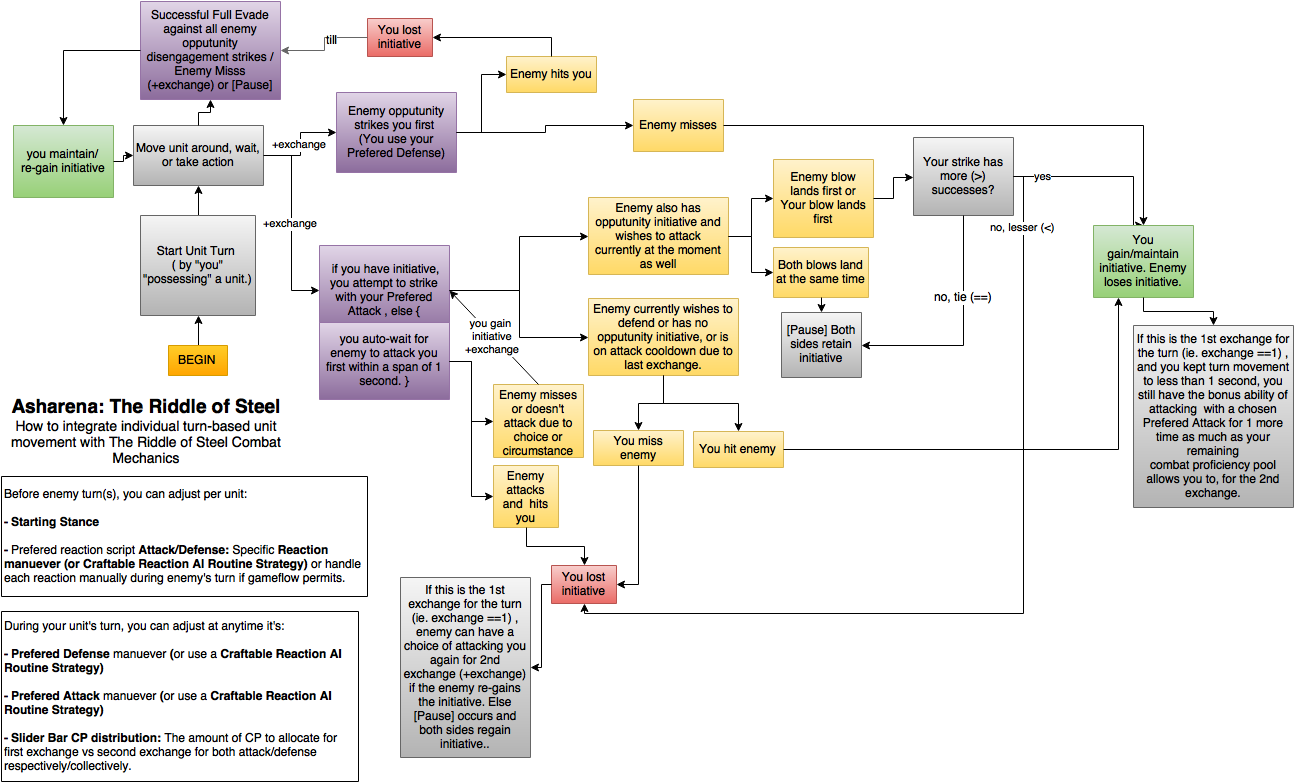 Successful Full Evade
against all enemy
opputunity
disengagement strikes /
Enemy Misss
(+exchange) or [Pause]
till
You lost
initiative
Enemy hits you
you maintain/
re-gain initiative
Move unit around, wait,
or take action
+exchange
Enemy opputunity
strikes you first
(You use your
Prefered Defense)
Enemy misses
Your strike has
more (>)
successes?
yes
no, lesser (<)
no, tie (==)
Enemy blow
lands first or
Your blow lands
first
Enemy also has
opputunity initiative and
wishes to attack
currently at the moment
as well
Both blows land
at the same time
[Pause] Both
sides retain
initiative
You
gain/maintain
initiative. Enemy
loses initiative.
+exchange
Start Unit Turn
( by "you"
"possessing" a unit.)
BEGIN
if you have initiative,
you attempt to strike
with your Prefered
Attack , else {
you auto-wait for
enemy to attack you
first within a span of 1
second. }
you gain
initiative
+exchange
Enemy currently wishes to
defend or has no
opputunity initiative, or is
on attack cooldown due to
last exchange.
Enemy misses
or doesn't
attack due to
choice or
circumstance
You miss
enemy
You hit enemy
Enemy
attacks
and hits
you
You lost
initiative
If this is the 1st exchange for the
turn (ie. exchange ==1) ,
and you kept turn movement
to less than 1 second, you
still have the bonus ability of
attacking with a chosen
Prefered Attack for 1 more
time as much as your
remaining
combat proficiency pool
allows you to, for the 2nd
exchange.
If this is the 1st
exchange for the turn
(ie. exchange ==1) ,
enemy can have a
choice of attacking you
again for 2nd
exchange (+exchange)
if the enemy re-gains
the initiative. Else
[Pause] occurs and
both sides regain
initiative..
Asharena: The Riddle of Steel
How to integrate individual turn-based unit
movement with The Riddle of Steel Combat
Mechanics
Before enemy turn(s), you can adjust per unit:
- Starting Stance
- Prefered reaction script Attack/Defense: Specific Reaction
manuever (or Craftable Reaction AI Routine Strategy) or handle
each reaction manually during enemy's turn if gameflow permits.
During your unit's turn, you can adjust at anytime it's:
- Prefered Defense manuever (or use a Craftable Reaction AI
Routine Strategy)
- Prefered Attack manuever (or use a Craftable Reaction AI
Routine Strategy)
- Slider Bar CP distribution: The amount of CP to allocate for
first exchange vs second exchange for both attack/defense
respectively/collectively.